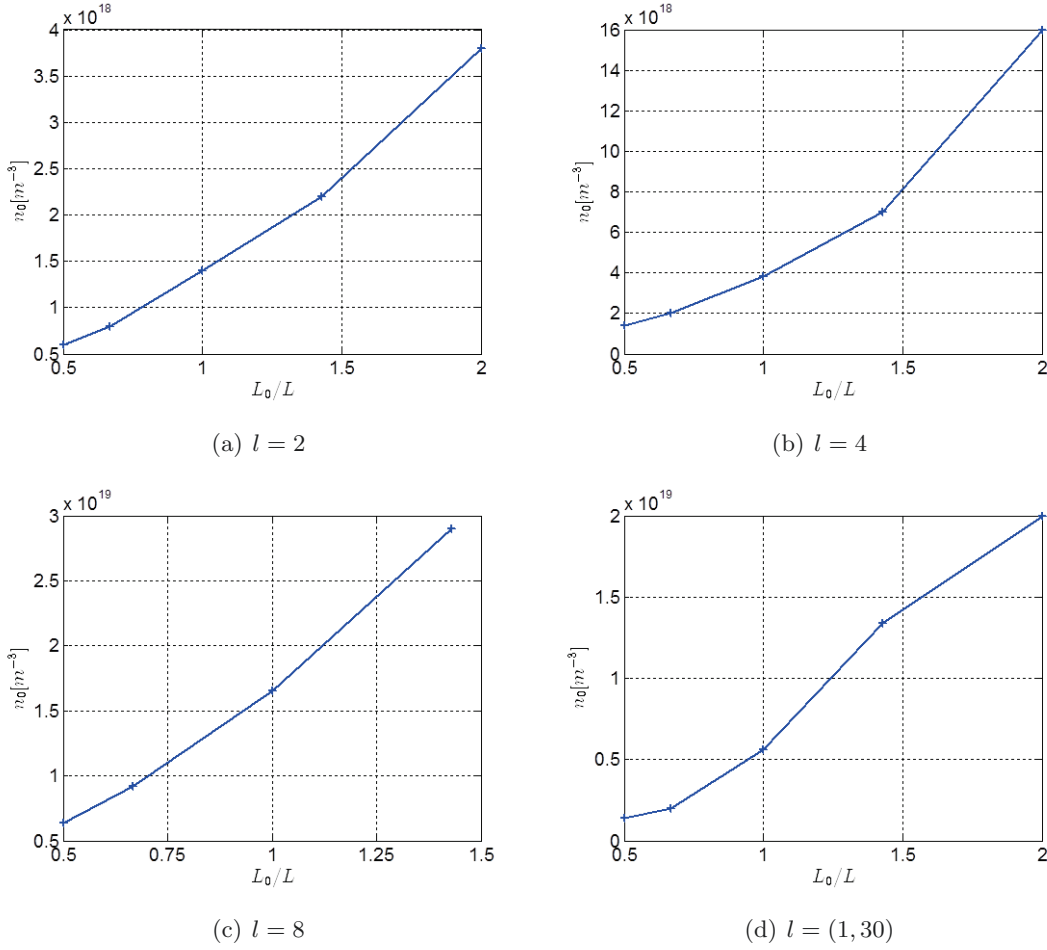 x 10^18
4
3.5
3
2.5
2
1.5
1
0.5
n_0[m^{-3}]
0.5 1 1.5 2
L_0/L
(a) l = 2
x 10^18
16
14
12
10
8
6
4
2
0
n_0[m^{-3}]
0.5 1 1.5 2
L_0/L
(b) l = 4
x 10^19
3
2.5
2
1.5
1
0.5
n_0[m^{-3}]
0.5 0.75 1 1.25 1.5
L_0/L
(c) l = 8
x 10^19
2
1.5
1
0.5
0
n_0[m^{-3}]
0.5 1 1.5 2
L_0/L
(d) l = (1, 30)